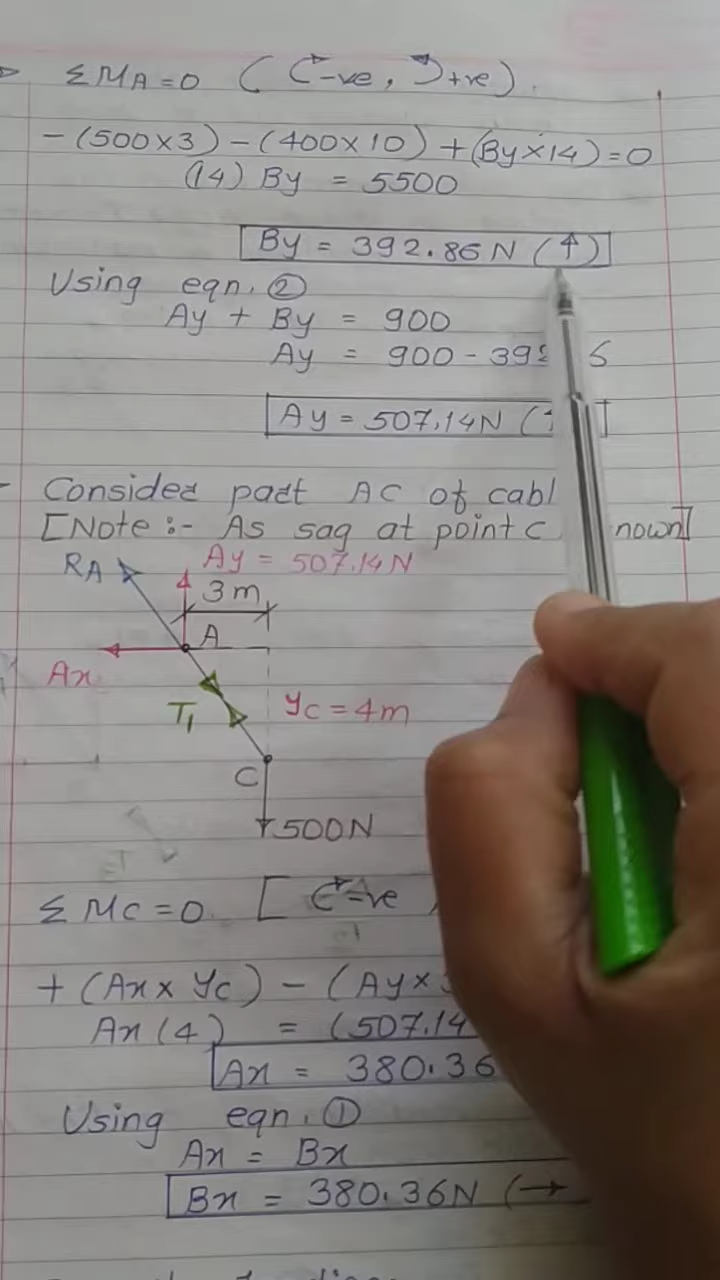 ΣMA=0 ( ↻-ve, ↺+ve).
-(500×3)-(400×10)+(By×14)=0
(14) By = 5500
By = 392.86N (↑)
Using eqn. ②
Ay + By = 900
Ay = 900-39
Ay = 507.14N (
Consider part AC of
[Note :- As sag at point C
RA
Ay = 507.14N
3m
A
Ax
T1
yc = 4m
C
500N
ΣMc=0 [ ↻-ve
+(Ax× yc) - (Ay×
Ax(4) = (507.14
Ax = 380.36
Using eqn. ①
Ax = Bx
Bx = 380.36N (→